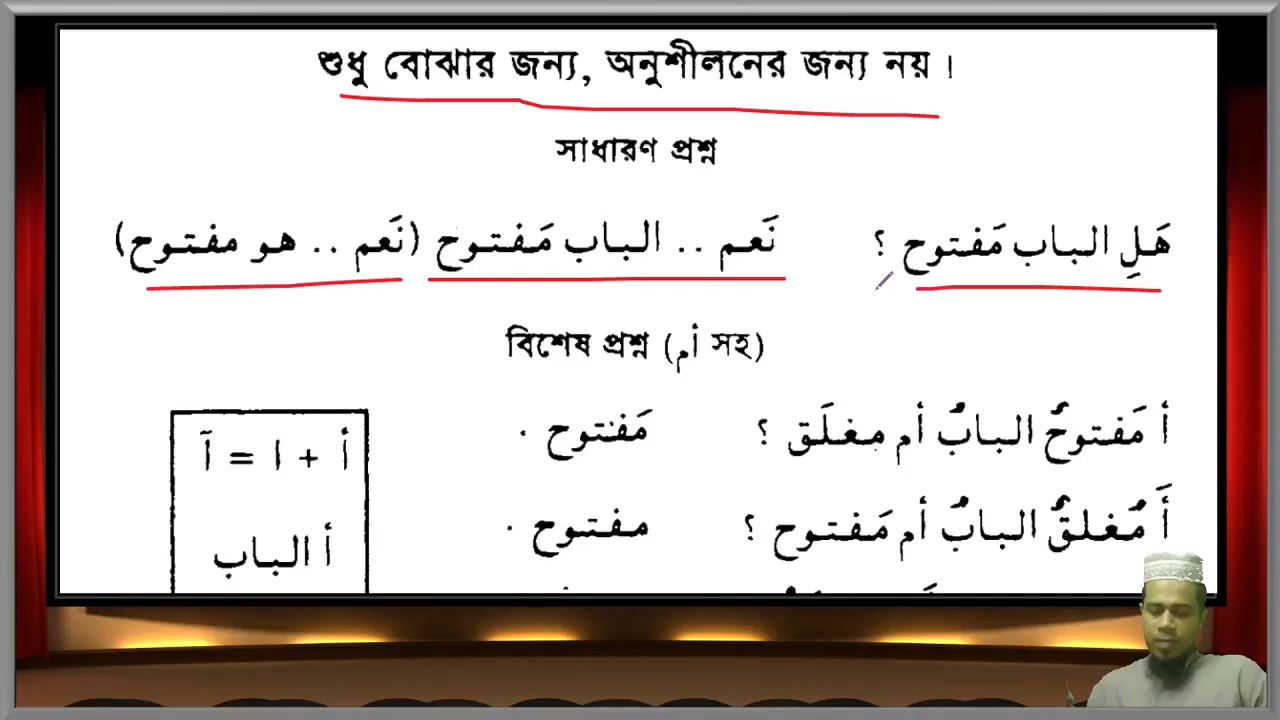 শুধু বোঝার জন্য, অনুশীলনের জন্য নয়।
সাধারণ প্রশ্ন
هَلِ الباب مَفتوح ؟ نَعم .. الباب مَفتوح (نَعم .. هو مفتوح)
বিশেষ প্রশ্ন (أم সহ)
أ مَفتوحٌ البابُ أم مغلَق ؟ مَفتوح .
أَ مُغلقٌ البابُ أم مَفتوح ؟ مفتوح .
أ + ا = آ
أ الباب